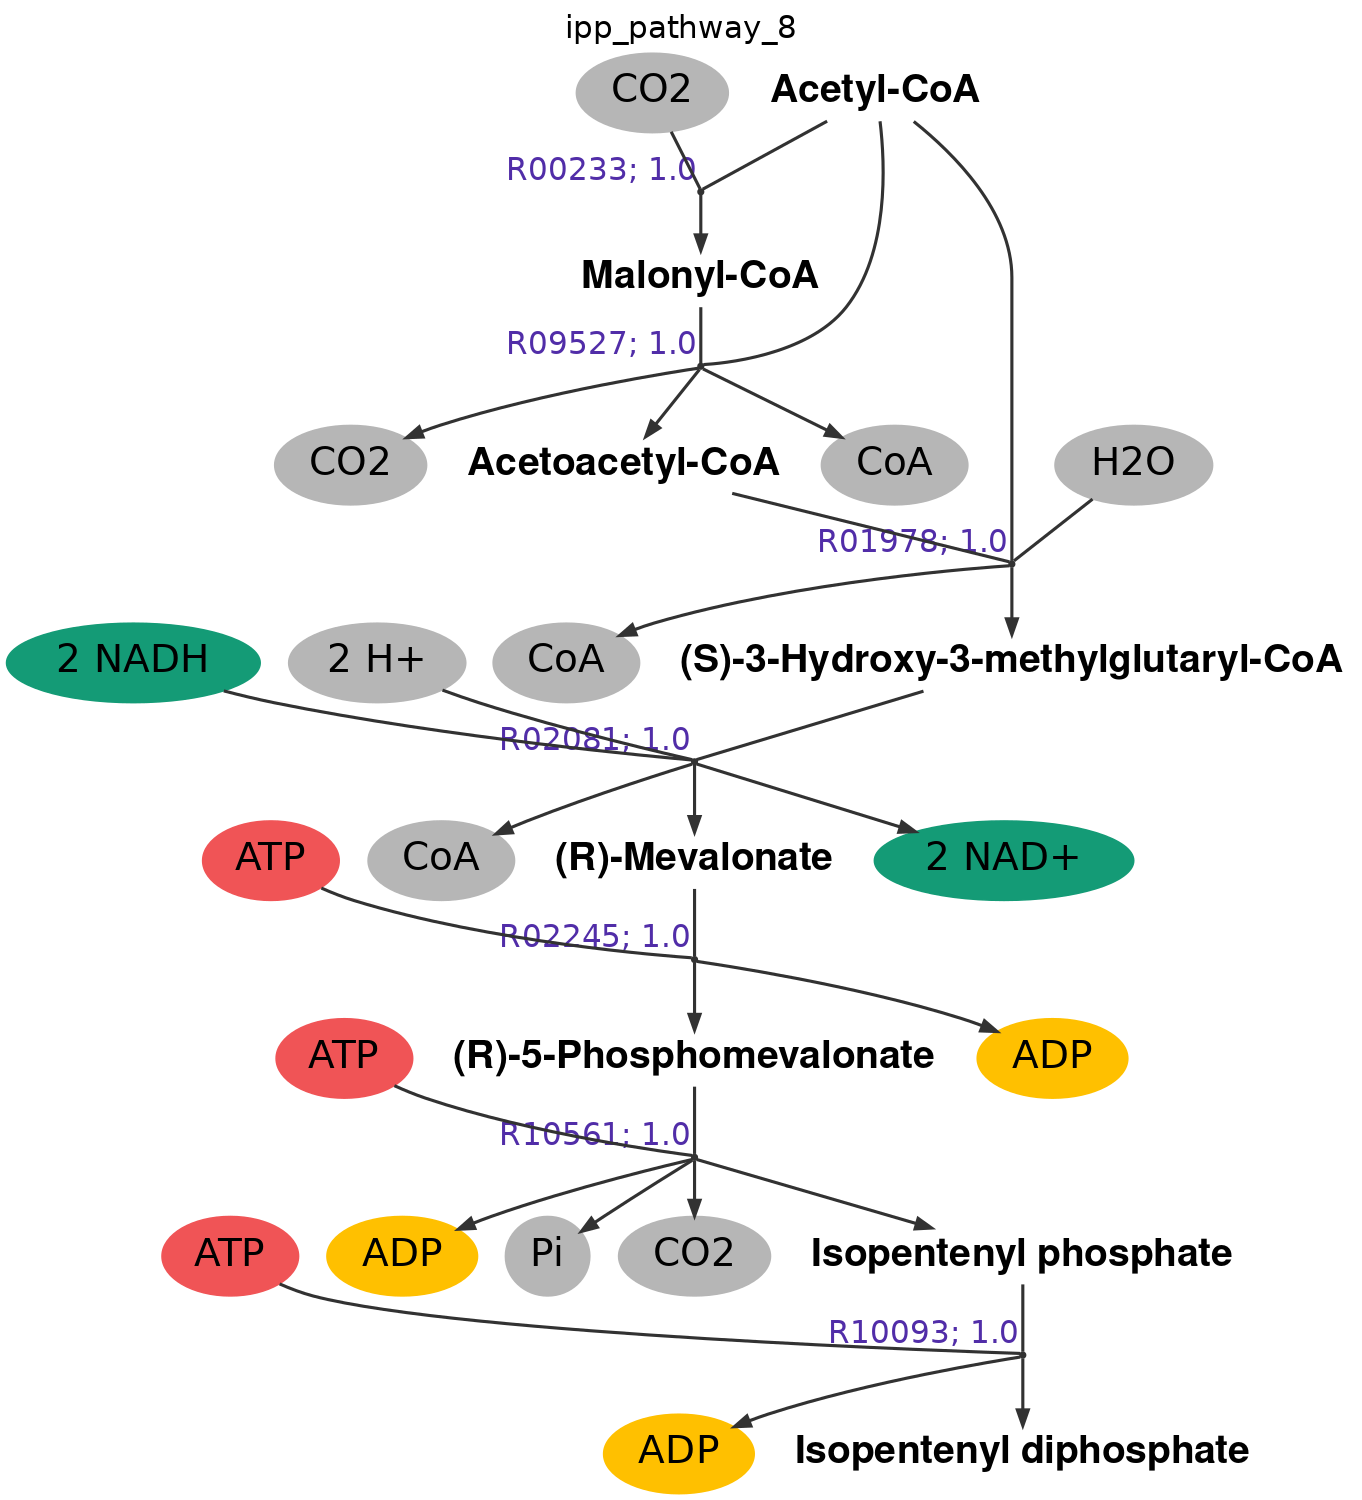 ipp_pathway_8
CO2
Acetyl-CoA
R00233; 1.0
Malonyl-CoA
R09527; 1.0
CO2
Acetoacetyl-CoA
CoA
H2O
R01978; 1.0
2 NADH
2 H+
CoA
(S)-3-Hydroxy-3-methylglutaryl-CoA
R02081; 1.0
ATP
CoA
(R)-Mevalonate
2 NAD+
R02245; 1.0
ATP
(R)-5-Phosphomevalonate
ADP
R10561; 1.0
ATP
ADP
Pi
CO2
Isopentenyl phosphate
R10093; 1.0
ADP
Isopentenyl diphosphate